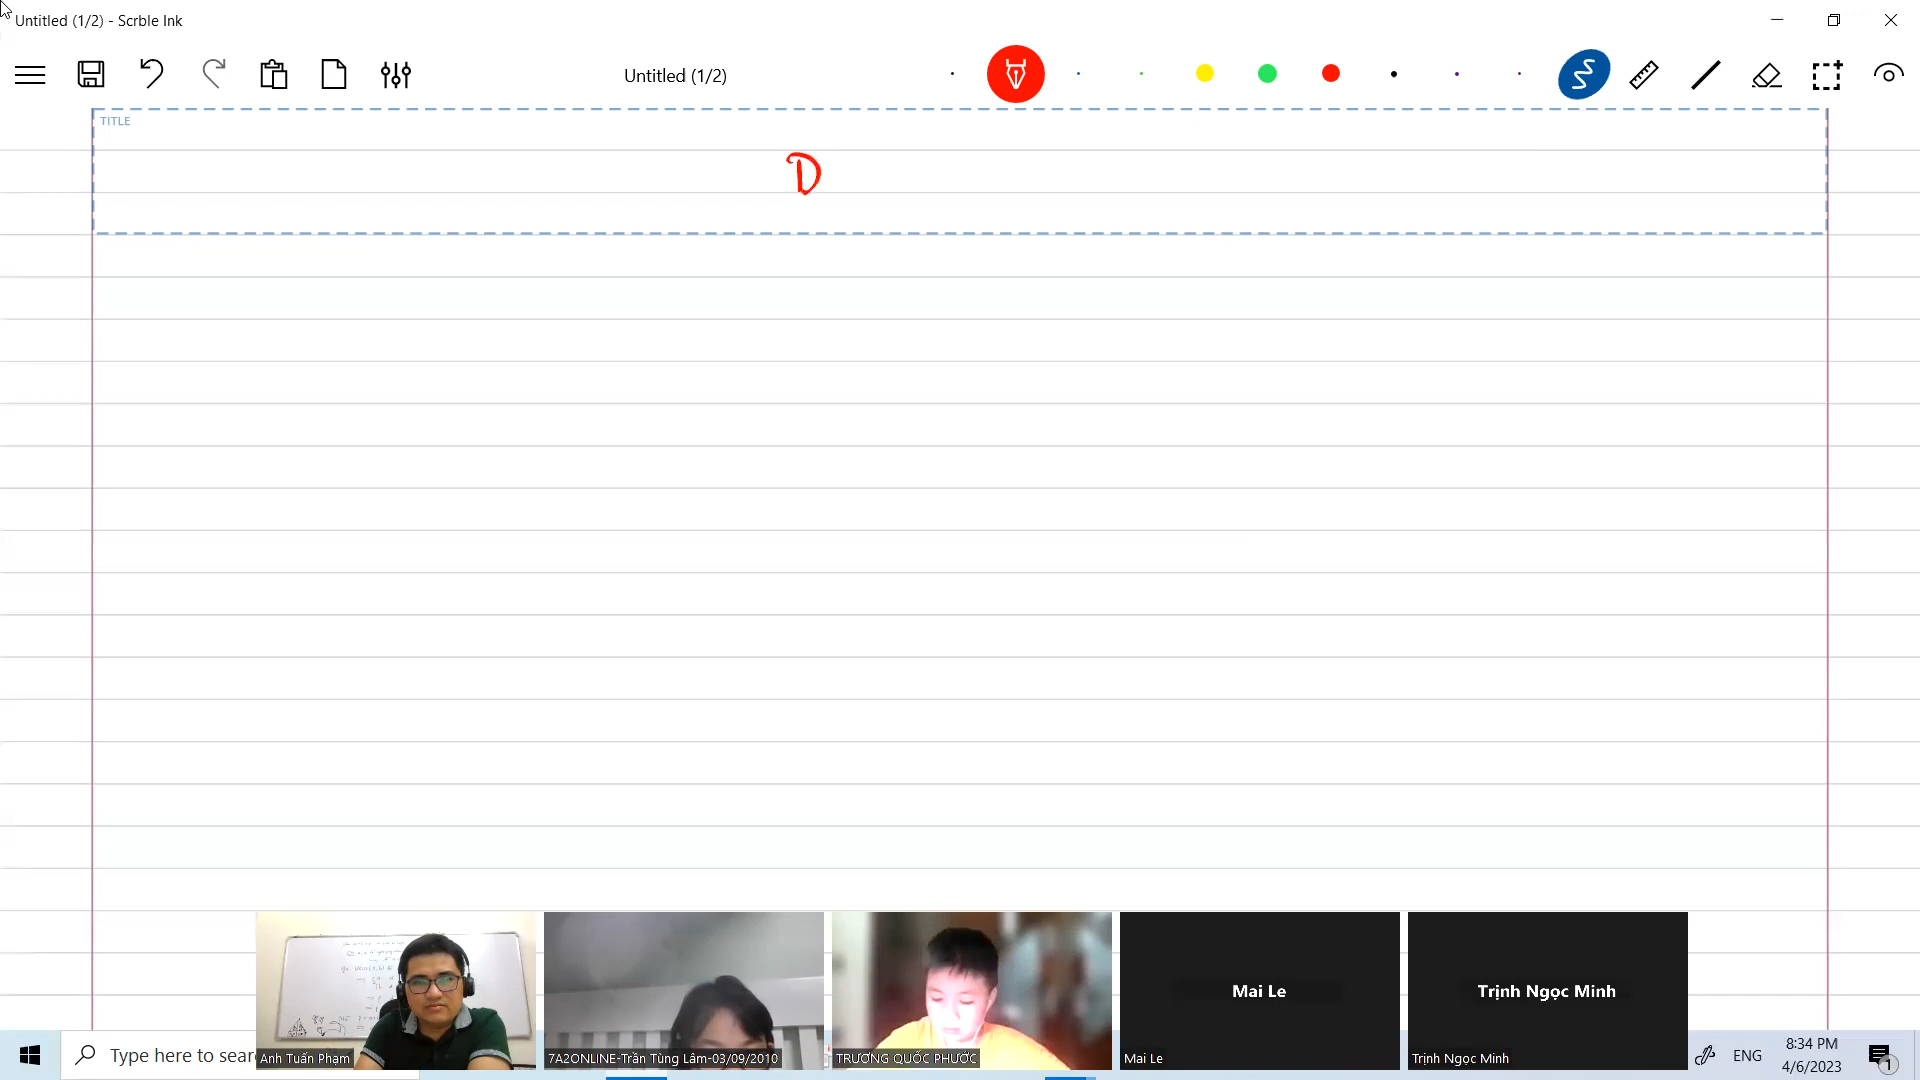 Untitled (1/2) - Scrble Ink
Untitled (1/2)
TITLE
D
Mai Le
Trịnh Ngọc Minh
Anh Tuấn Phạm
7A2ONLINE-Trần Tùng Lâm-03/09/2010
TRƯƠNG QUỐC PHƯỚC
Mai Le
Trịnh Ngọc Minh
Type here to sear
ENG
8:34 PM
4/6/2023
1